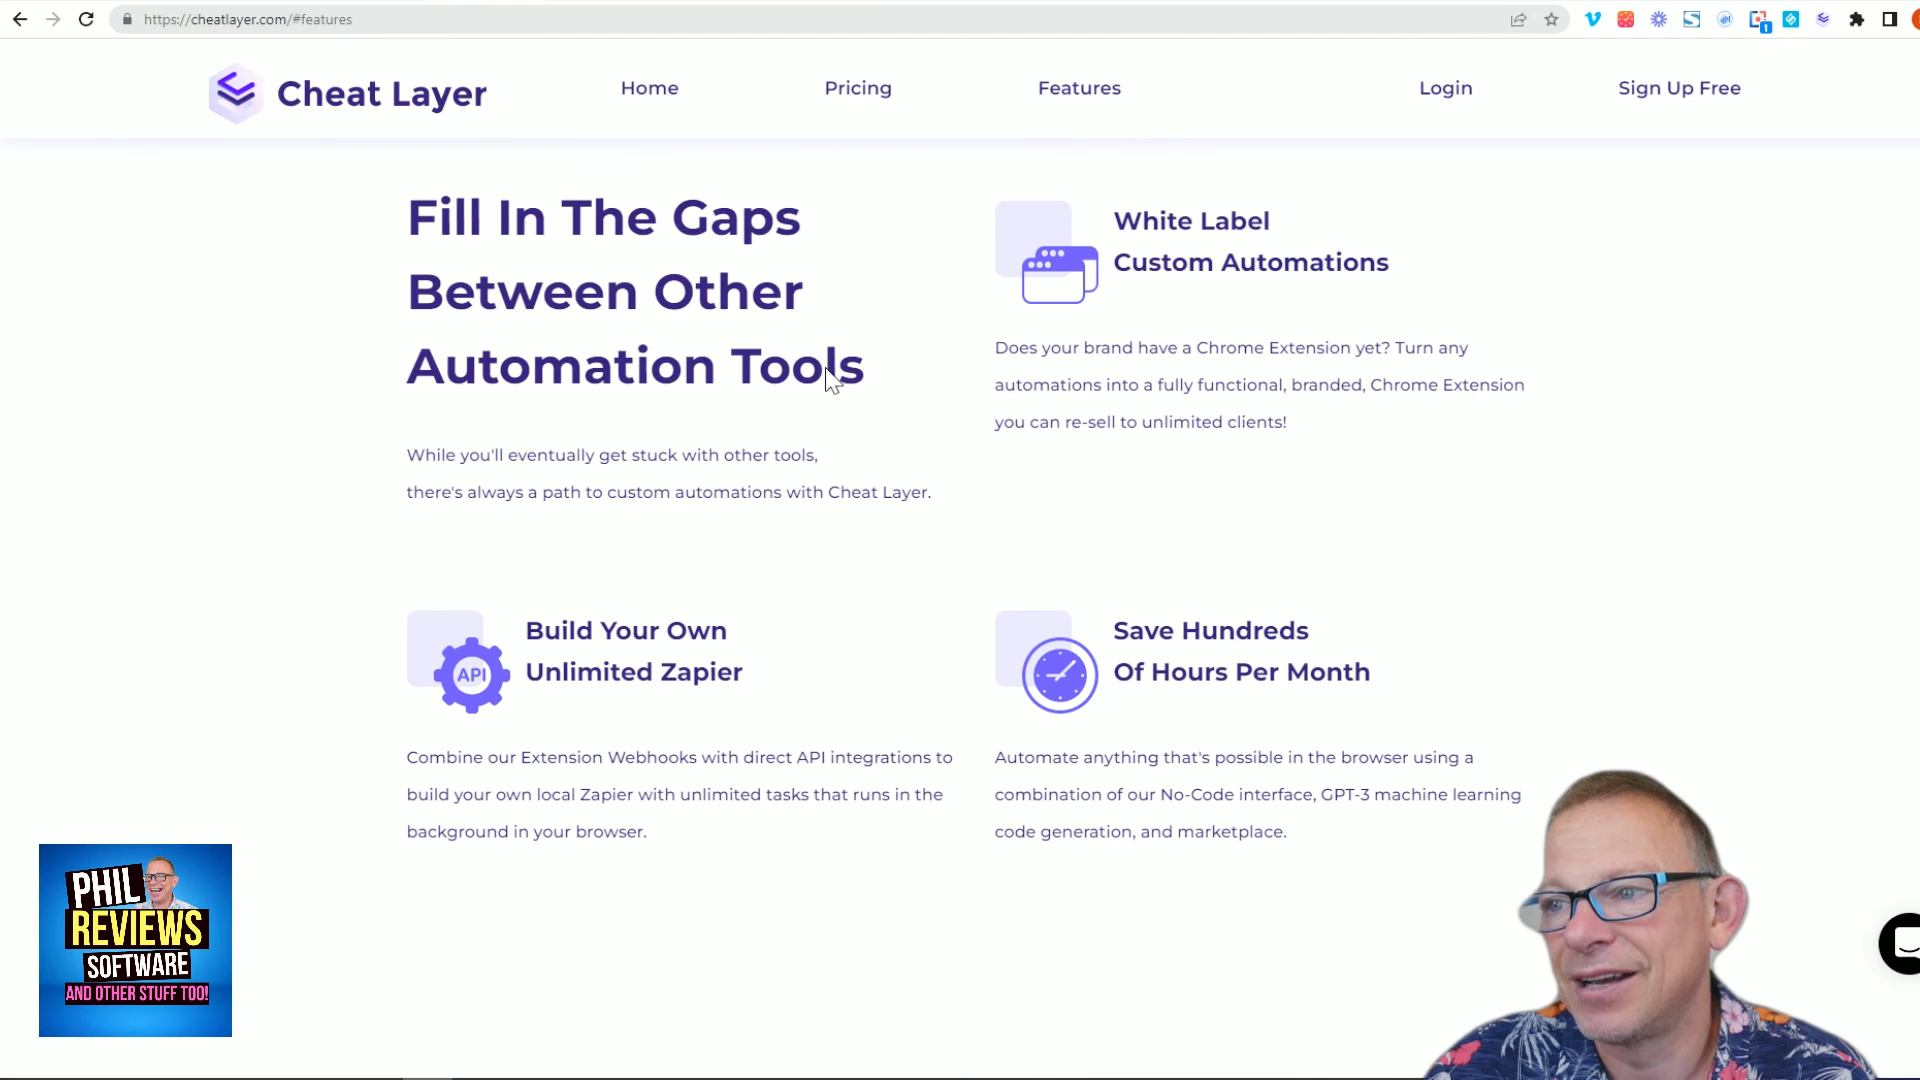 https://cheatlayer.com/#features
1
Cheat Layer
Home
Pricing
Features
Login
Sign Up Free
Fill In The Gaps
Between Other
Automation Tools
While you'll eventually get stuck with other tools,
there's always a path to custom automations with Cheat Layer.
White Label
Custom Automations
Does your brand have a Chrome Extension yet? Turn any
automations into a fully functional, branded, Chrome Extension
you can re-sell to unlimited clients!
API
Build Your Own
Unlimited Zapier
Combine our Extension Webhooks with direct API integrations to
build your own local Zapier with unlimited tasks that runs in the
background in your browser.
Save Hundreds
Of Hours Per Month
Automate anything that's possible in the browser using a
combination of our No-Code interface, GPT-3 machine learning
code generation, and marketplace.
PHIL
REVIEWS
SOFTWARE
AND OTHER STUFF TOO!